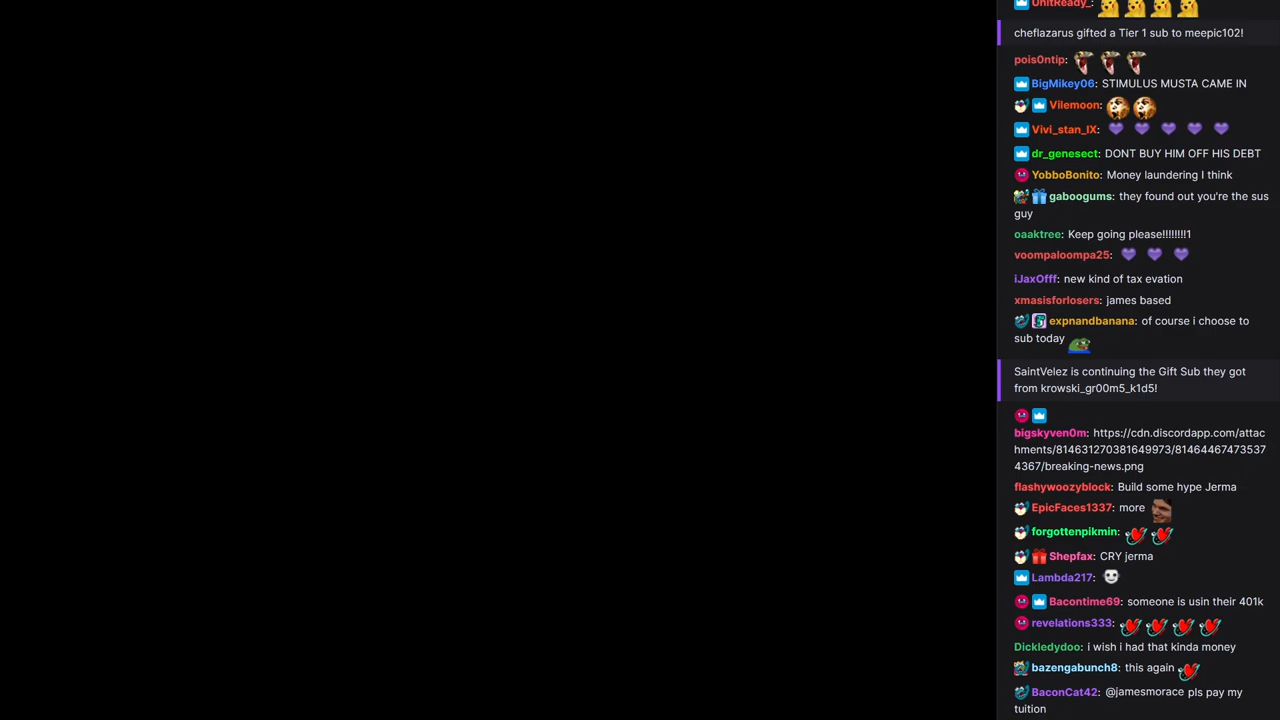 UnitReady_:
cheflazarus gifted a Tier 1 sub to meepic102!
pois0ntip:
BigMikey06: STIMULUS MUSTA CAME IN
Vilemoon:
Vivi_stan_IX:
dr_genesect: DONT BUY HIM OFF HIS DEBT
YobboBonito: Money laundering I think
gaboogums: they found out you're the sus
guy
oaaktree: Keep going please!!!!!!!!1
voompaloompa25:
iJaxOfff: new kind of tax evation
xmasisforlosers: james based
expnandbanana: of course i choose to
sub today
SaintVelez is continuing the Gift Sub they got
from krowski_gr00m5_k1d5!
bigskyven0m: https://cdn.discordapp.com/attac
hments/814631270381649973/81464467473537
4367/breaking-news.png
flashywoozyblock: Build some hype Jerma
EpicFaces1337: more
forgottenpikmin:
Shepfax: CRY jerma
Lambda217:
Bacontime69: someone is usin their 401k
revelations333:
Dickledydoo: i wish i had that kinda money
bazengabunch8: this again
BaconCat42: @jamesmorace pls pay my
tuition